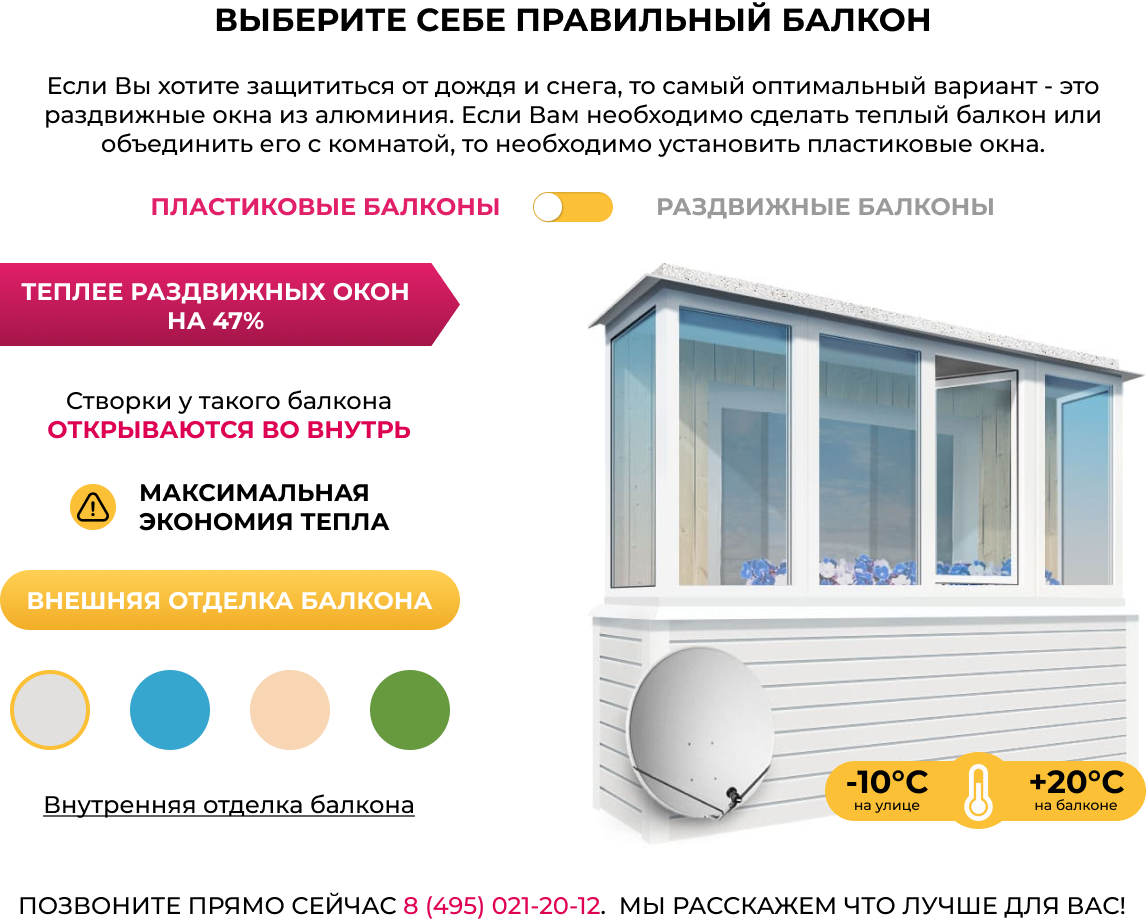 ВЫБЕРИТЕ СЕБЕ ПРАВИЛЬНЫЙ БАЛКОН
Если Вы хотите защититься от дождя и снега, то самый оптимальный вариант - это
раздвижные окна из алюминия. Если Вам необходимо сделать теплый балкон или
объединить его с комнатой, то необходимо установить пластиковые окна.
ПЛАСТИКОВЫЕ БАЛКОНЫ
РАЗДВИЖНЫЕ БАЛКОНЫ
ТЕПЛЕЕ РАЗДВИЖНЫХ ОКОН
НА 47%
Створки у такого балкона
ОТКРЫВАЮТСЯ ВО ВНУТРЬ
МАКСИМАЛЬНАЯ
ЭКОНОМИЯ ТЕПЛА
ВНЕШНЯЯ ОТДЕЛКА БАЛКОНА
Внутренняя отделка балкона
-10°C
на улице
+20°C
на балконе
ПОЗВОНИТЕ ПРЯМО СЕЙЧАС 8 (495) 021-20-12.  МЫ РАССКАЖЕМ ЧТО ЛУЧШЕ ДЛЯ ВАС!